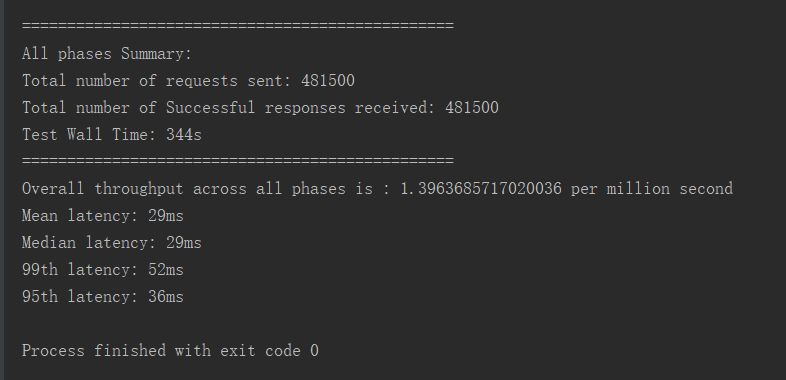 ================================================
All phases Summary:
Total number of requests sent: 481500
Total number of Successful responses received: 481500
Test Wall Time: 344s
================================================
Overall throughput across all phases is : 1.3963685717020036 per million second
Mean latency: 29ms
Median latency: 29ms
99th latency: 52ms
95th latency: 36ms
Process finished with exit code 0